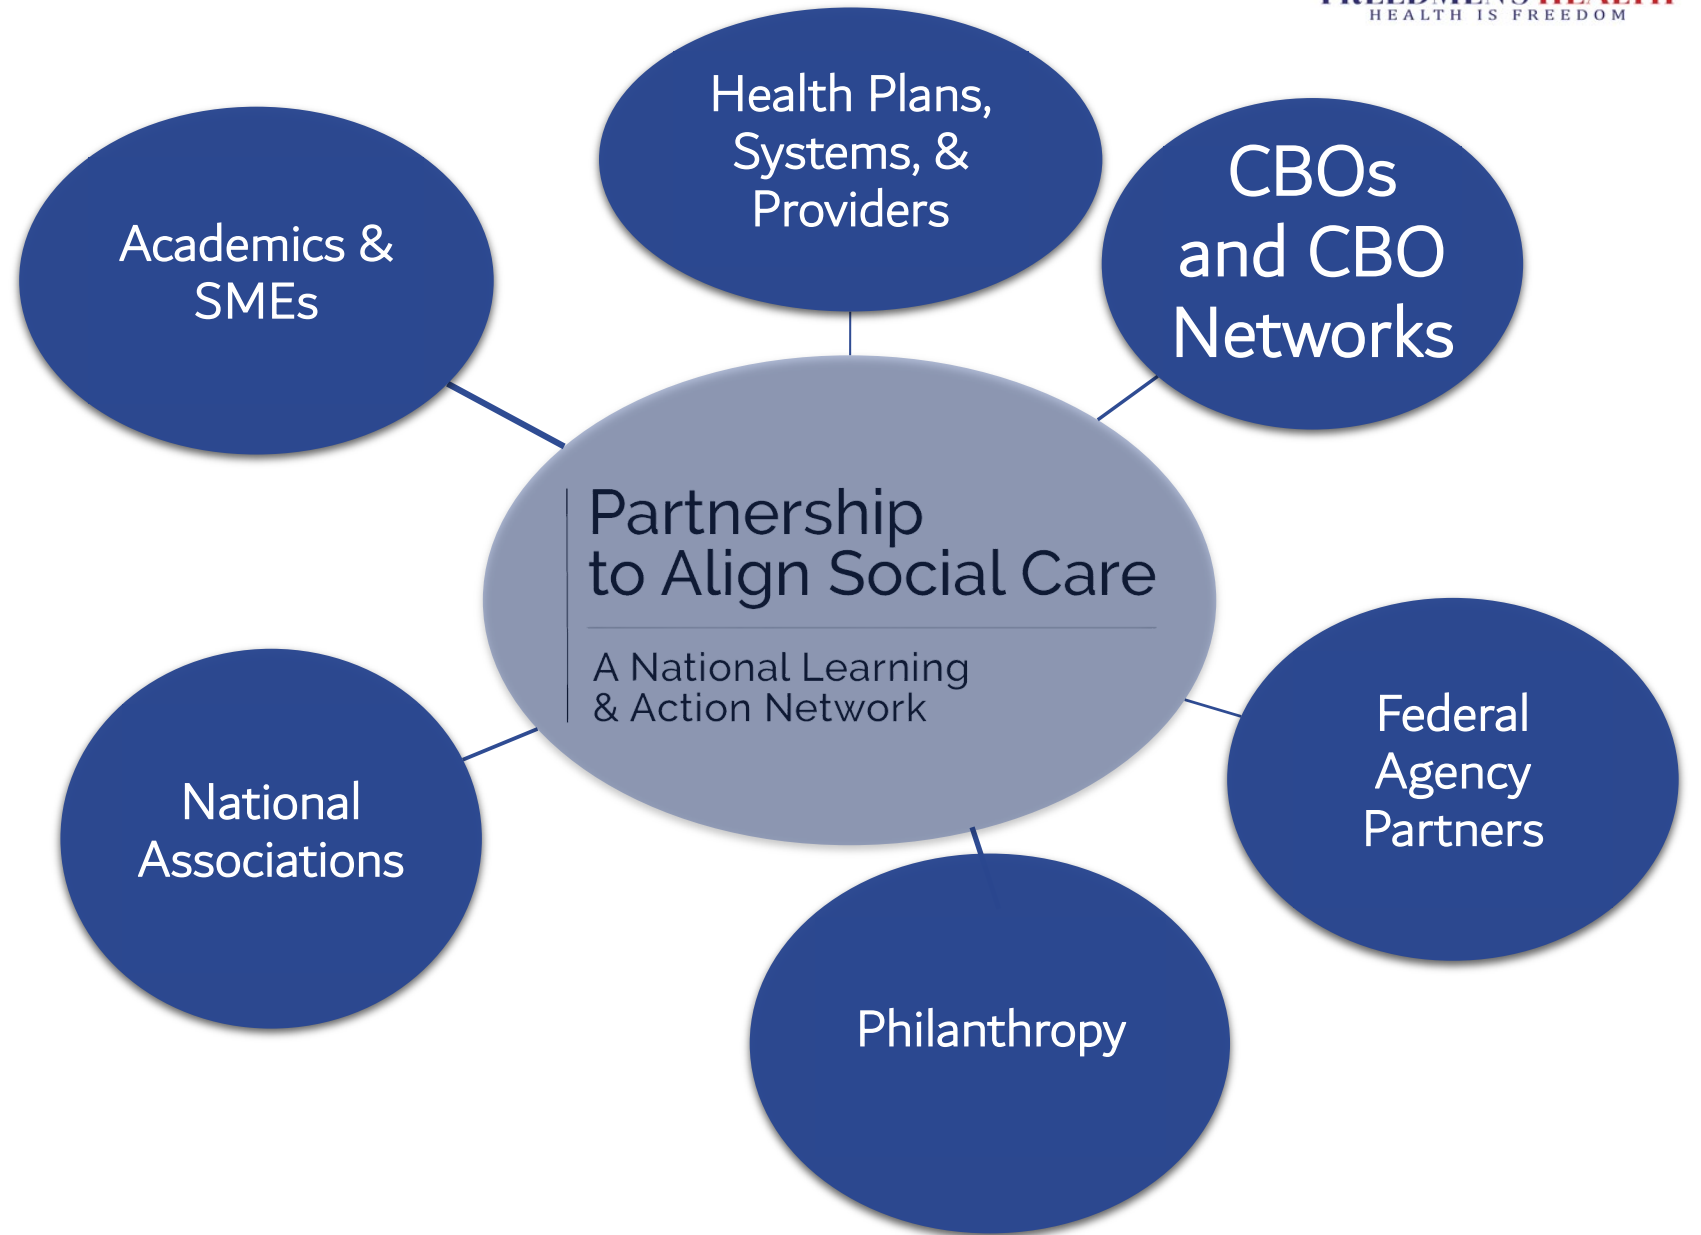 HEALTH IS FREEDOM
Health Plans,
Systems, &
Providers
CBOs
and CBO
Networks
Academics &
SMEs
Partnership
to Align Social Care
A National Learning
& Action Network
Federal
Agency
Partners
National
Associations
Philanthropy